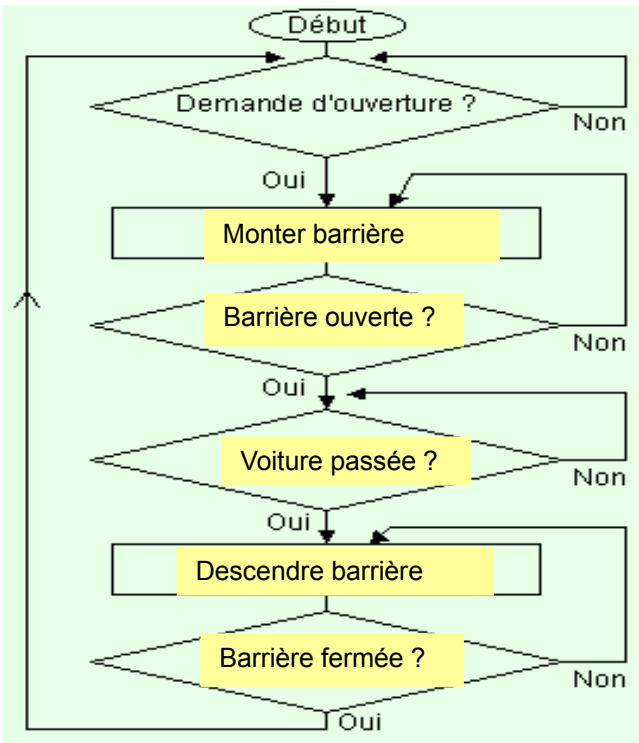 Début
Demande d'ouverture ?
Non
Oui
Monter barrière
Barrière ouverte ?
Non
Oui
Voiture passée ?
Non
Oui
Descendre barrière
Barrière fermée ?
Non
Oui